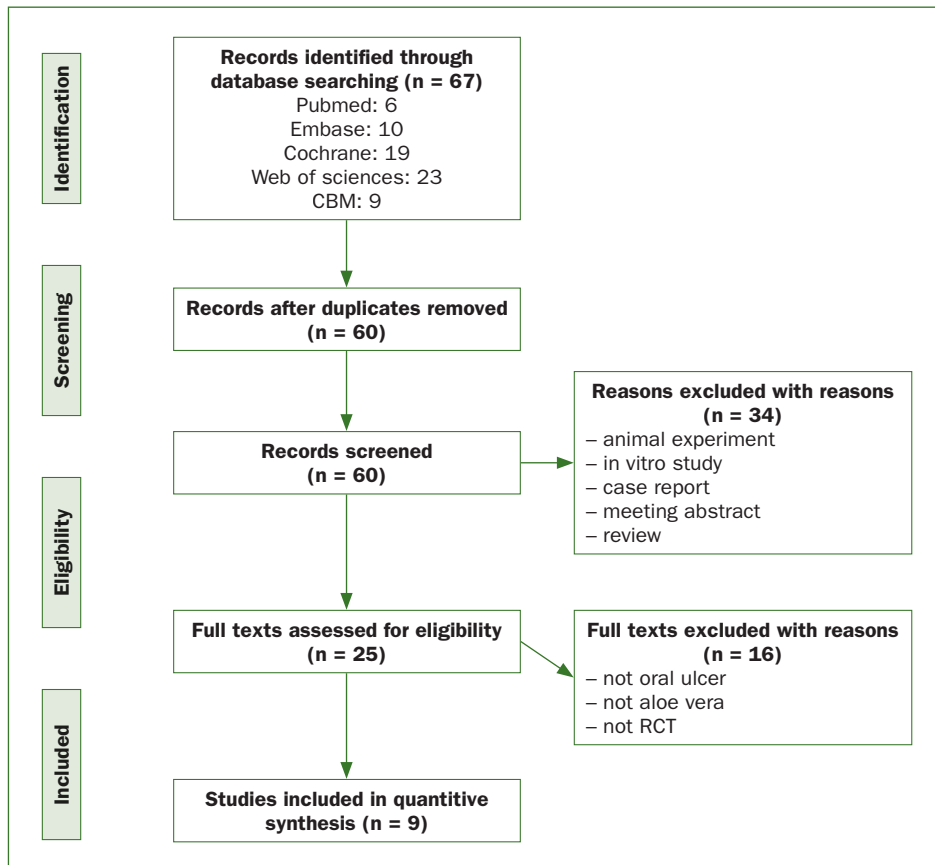 Identification
Records identified through
database searching (n = 67)
Pubmed: 6
Embase: 10
Cochrane: 19
Web of sciences: 23
CBM: 9
Screening
Records after duplicates removed
(n = 60)
Records screened
(n = 60)
Reasons excluded with reasons
(n = 34)
– animal experiment
– in vitro study
– case report
– meeting abstract
– review
Eligibility
Full texts assessed for eligibility
(n = 25)
Full texts excluded with reasons
(n = 16)
– not oral ulcer
– not aloe vera
– not RCT
Included
Studies included in quantitive
synthesis (n = 9)